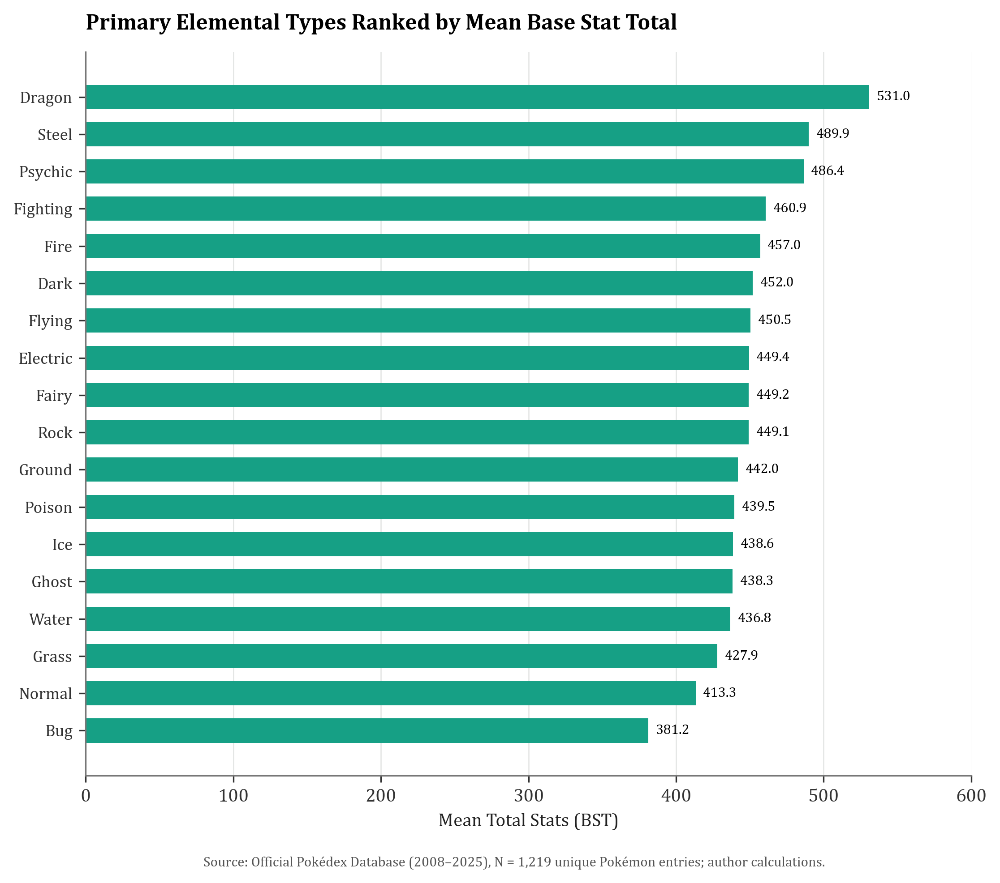 Primary Elemental Types Ranked by Mean Base Stat Total
Dragon 531.0
Steel 489.9
Psychic 486.4
Fighting 460.9
Fire 457.0
Dark 452.0
Flying 450.5
Electric 449.4
Fairy 449.2
Rock 449.1
Ground 442.0
Poison 439.5
Ice 438.6
Ghost 438.3
Water 436.8
Grass 427.9
Normal 413.3
Bug 381.2
0 100 200 300 400 500 600
Mean Total Stats (BST)
Source: Official Pokédex Database (2008–2025), N = 1,219 unique Pokémon entries; author calculations.